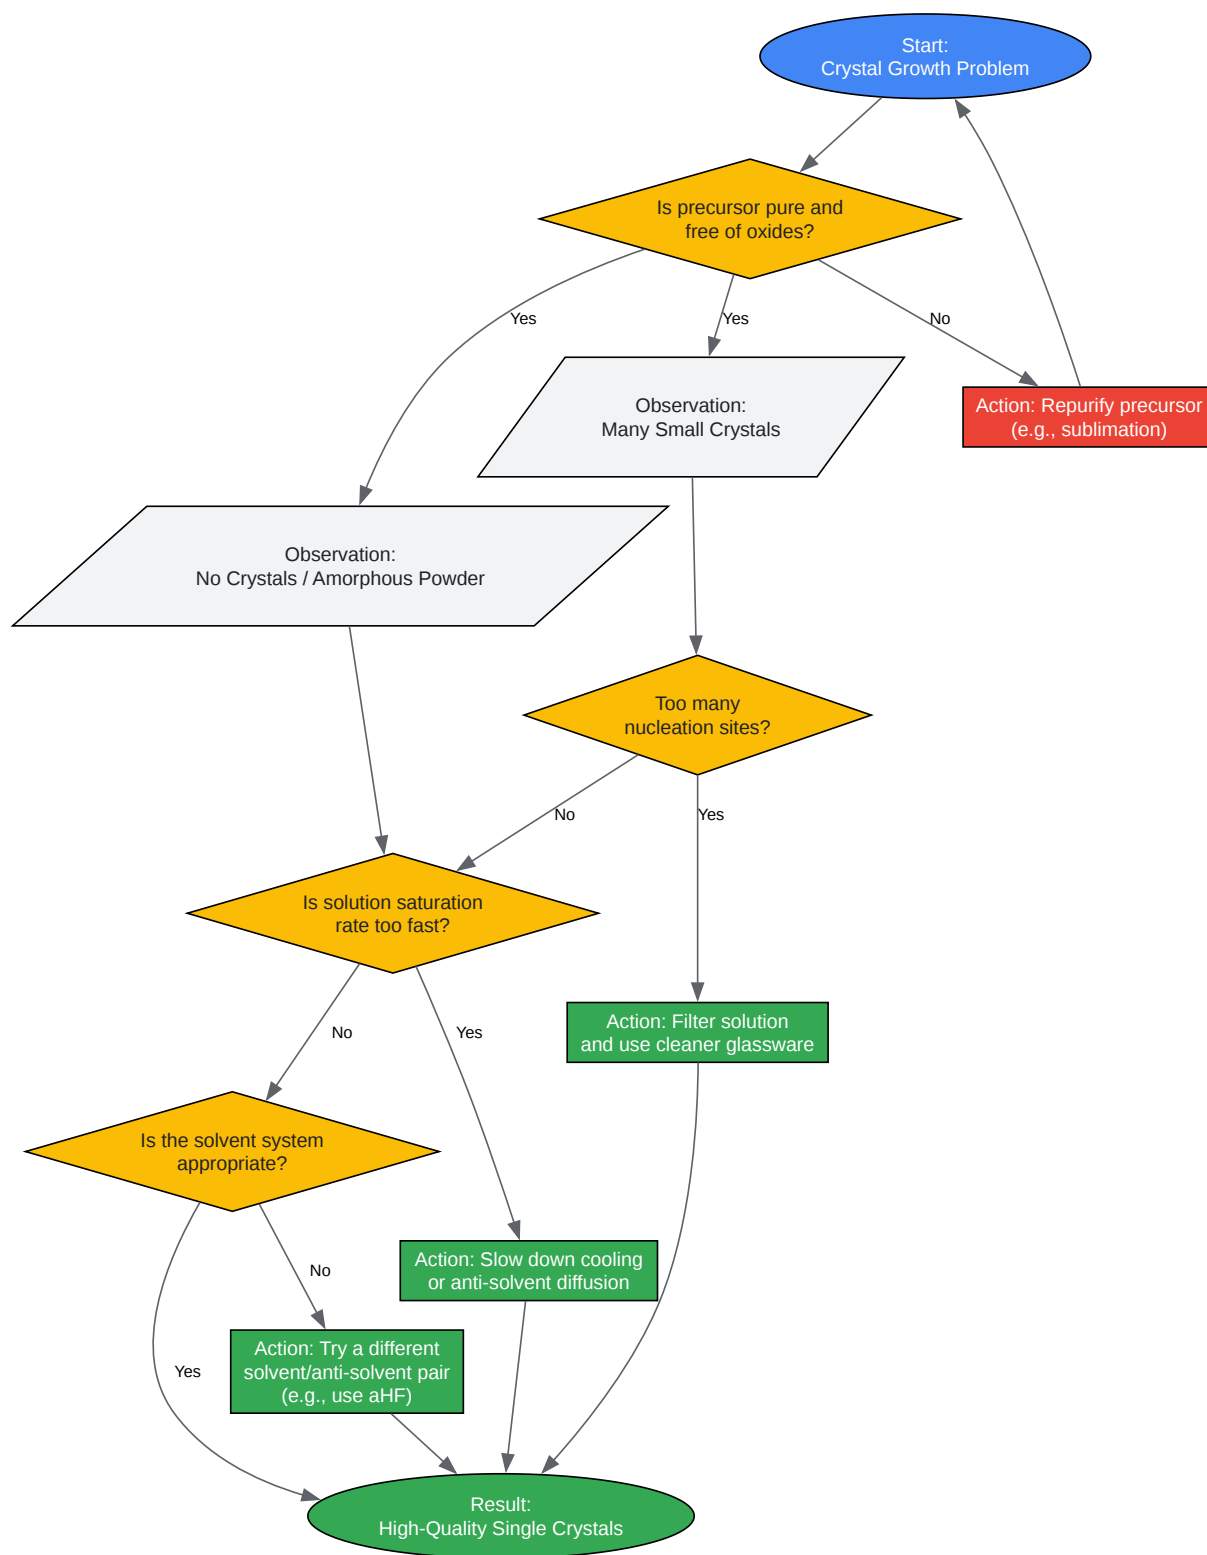 Start:
Crystal Growth Problem
Is precursor pure and
free of oxides?
Yes
Yes
No
Observation:
Many Small Crystals
Action: Repurify precursor
(e.g., sublimation)
Observation:
No Crystals / Amorphous Powder
Too many
nucleation sites?
No
Yes
Is solution saturation
rate too fast?
No
Yes
Action: Filter solution
and use cleaner glassware
Is the solvent system
appropriate?
No
Yes
Action: Slow down cooling
or anti-solvent diffusion
Action: Try a different
solvent/anti-solvent pair
(e.g., use aHF)
Result:
High-Quality Single Crystals